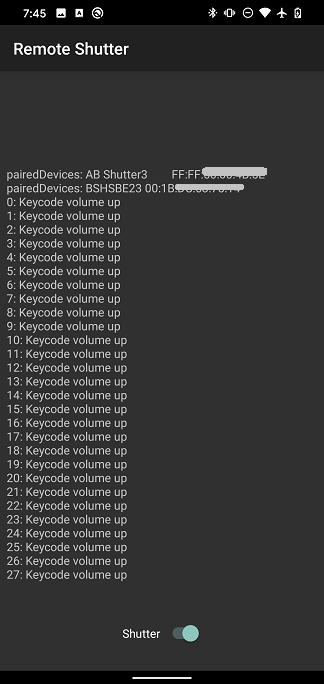 7:45
Remote Shutter
pairedDevices: AB Shutter3 FF:FF:
pairedDevices: BSHSBE23 00:1B:
0: Keycode volume up
1: Keycode volume up
2: Keycode volume up
3: Keycode volume up
4: Keycode volume up
5: Keycode volume up
6: Keycode volume up
7: Keycode volume up
8: Keycode volume up
9: Keycode volume up
10: Keycode volume up
11: Keycode volume up
12: Keycode volume up
13: Keycode volume up
14: Keycode volume up
15: Keycode volume up
16: Keycode volume up
17: Keycode volume up
18: Keycode volume up
19: Keycode volume up
20: Keycode volume up
21: Keycode volume up
22: Keycode volume up
23: Keycode volume up
24: Keycode volume up
25: Keycode volume up
26: Keycode volume up
27: Keycode volume up
Shutter